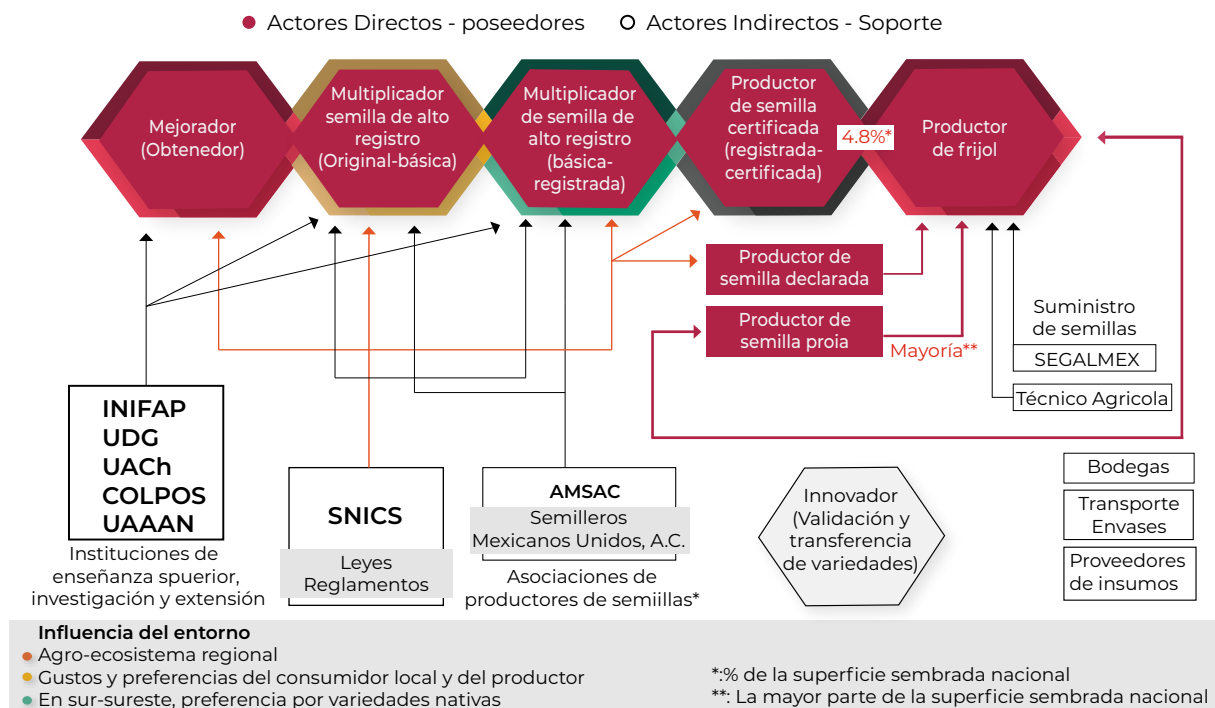 Actores Directos - poseedores
Actores Indirectos - Soporte
Mejorador
(Obtenedor)
Multiplicador
semilla de alto
registro
(Original-básica)
Multiplicador
de semilla de
alto registro
(básica-
registrada)
Productor
de semilla
certificada
(registrada-
certificada)
4.8%*
Productor
de frijol
Productor de
semilla declarada
Productor de
semilla proia
Mayoría**
Suministro
de semillas
SEGALMEX
Técnico Agricola
INIFAP
UDG
UACh
COLPOS
UAAAN
Instituciones de
enseñanza spuerior,
investigación y extensión
SNICS
Leyes
Reglamentos
AMSAC
Semilleros
Mexicanos Unidos, A.C.
Asociaciones de
productores de semiillas*
Innovador
(Validación y
transferencia
de variedades)
Bodegas
Transporte
Envases
Proveedores
de insumos
Influencia del entorno
Agro-ecosistema regional
Gustos y preferencias del consumidor local y del productor
En sur-sureste, preferencia por variedades nativas
*:% de la superficie sembrada nacional
**: La mayor parte de la superficie sembrada nacional